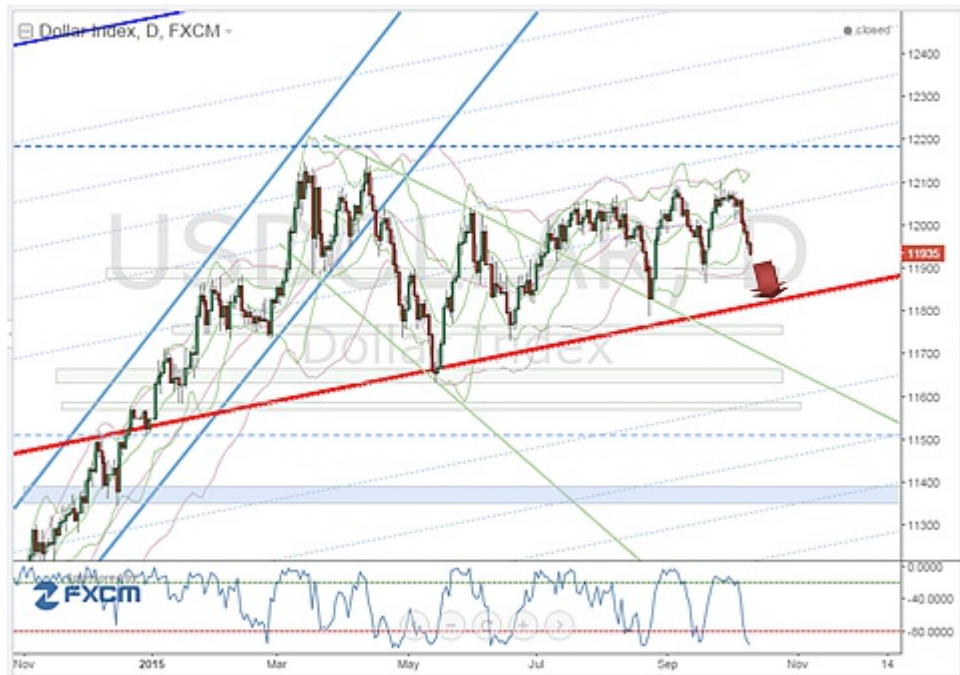 Dollar Index, D, FXCM
closed
12400
12300
12200
12100
12000
11935
11900
11800
11700
11600
11500
11400
11300
USDOLLAR, D
Dollar Index
0.0000
-40.0000
-80.0000
FXCM
Nov 2015 Mar May Jul Sep Nov 14